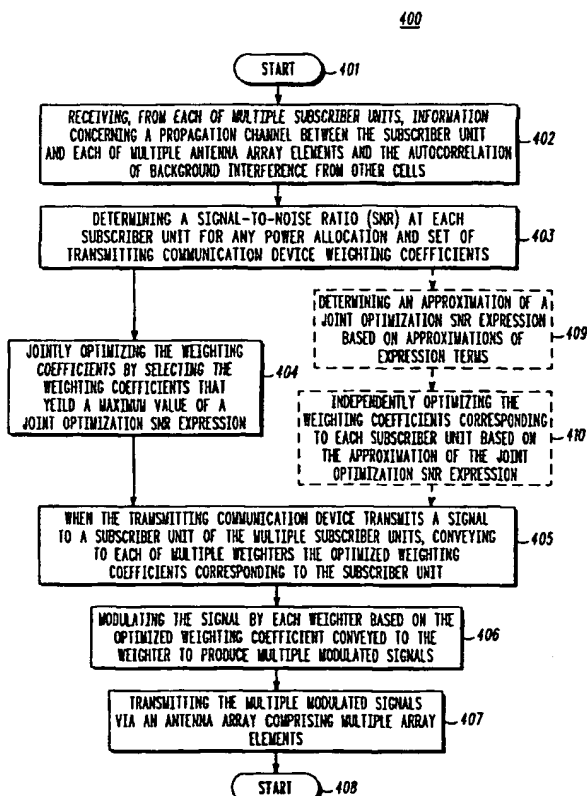 400
START
401
RECEIVING, FROM EACH OF MULTIPLE SUBSCRIBER UNITS, INFORMATION
CONCERNING A PROPAGATION CHANNEL BETWEEN THE SUBSCRIBER UNIT
AND EACH OF MULTIPLE ANTENNA ARRAY ELEMENTS AND THE AUTOCORRELATION
OF BACKGROUND INTERFERENCE FROM OTHER CELLS
402
DETERMINING A SIGNAL-TO-NOISE RATIO (SNR) AT EACH
SUBSCRIBER UNIT FOR ANY POWER ALLOCATION AND SET OF
TRANSMITTING COMMUNICATION DEVICE WEIGHTING COEFFICIENTS
403
JOINTLY OPTIMIZING THE WEIGHTING
COEFFICIENTS BY SELECTING THE
WEIGHTING COEFFICIENTS THAT
YEILD A MAXIMUM VALUE OF A
JOINT OPTIMIZATION SNR EXPRESSION
404
DETERMINING AN APPROXIMATION OF A
JOINT OPTIMIZATION SNR EXPRESSION
BASED ON APPROXIMATIONS OF
EXPRESSION TERMS
409
INDEPENDENTLY OPTIMIZING THE
WEIGHTING COEFFICIENTS CORRESPONDING
TO EACH SUBSCRIBER UNIT BASED ON
THE APPROXIMATION OF THE JOINT
OPTIMIZATION SNR EXPRESSION
410
WHEN THE TRANSMITTING COMMUNICATION DEVICE TRANSMITS A SIGNAL
TO A SUBSCRIBER UNIT OF THE MULTIPLE SUBSCRIBER UNITS, CONVEYING
TO EACH OF MULTIPLE WEIGHTERS THE OPTIMIZED WEIGHTING
COEFFICIENTS CORRESPONDING TO THE SUBSCRIBER UNIT
405
MODULATING THE SIGNAL BY EACH WEIGHTER BASED ON THE
OPTIMIZED WEIGHTING COEFFICIENT CONVEYED TO THE
WEIGHTER TO PRODUCE MULTIPLE MODULATED SIGNALS
406
TRANSMITTING THE MULTIPLE MODULATED SIGNALS
VIA AN ANTENNA ARRAY COMPRISING MULTIPLE ARRAY
ELEMENTS
407
START
408